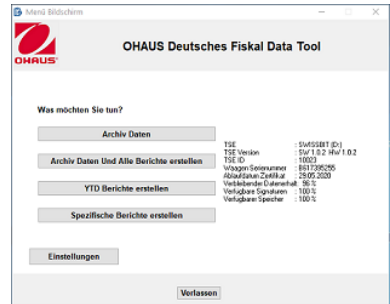 Menü Bildschirm
OHAUS
OHAUS Deutsches Fiskal Data Tool
Was möchten Sie tun?
Archiv Daten
Archiv Daten Und Alle Berichte erstellen
YTD Berichte erstellen
Spezifische Berichte erstellen
TSE : SWISSBIT (D:)
TSE Version : SW 1.0.2 HW 1.0.2
TSE ID : 10023
Waagen Seriennummer : B617395255
Ablaufdatum Zertifikat : 29.05.2020
Verbleibender Datenerhalt : 96 %
Verfügbare Signaturen : 100 %
Verfügbarer Speicher : 100 %
Einstellungen
Verlassen